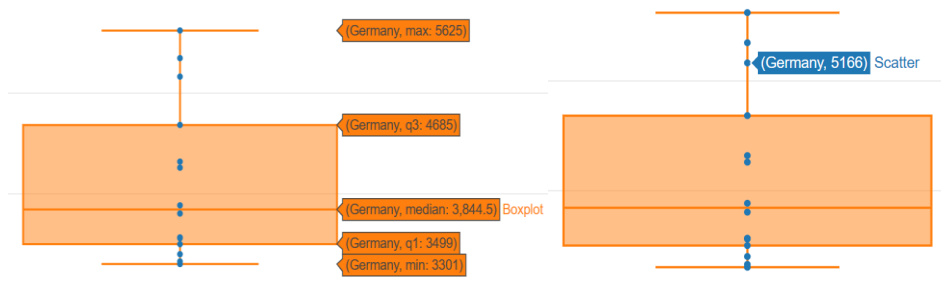 (Germany, max: 5625)
(Germany, q3: 4685)
(Germany, median: 3,844.5) Boxplot
(Germany, q1: 3499)
(Germany, min: 3301)
(Germany, 5166) Scatter